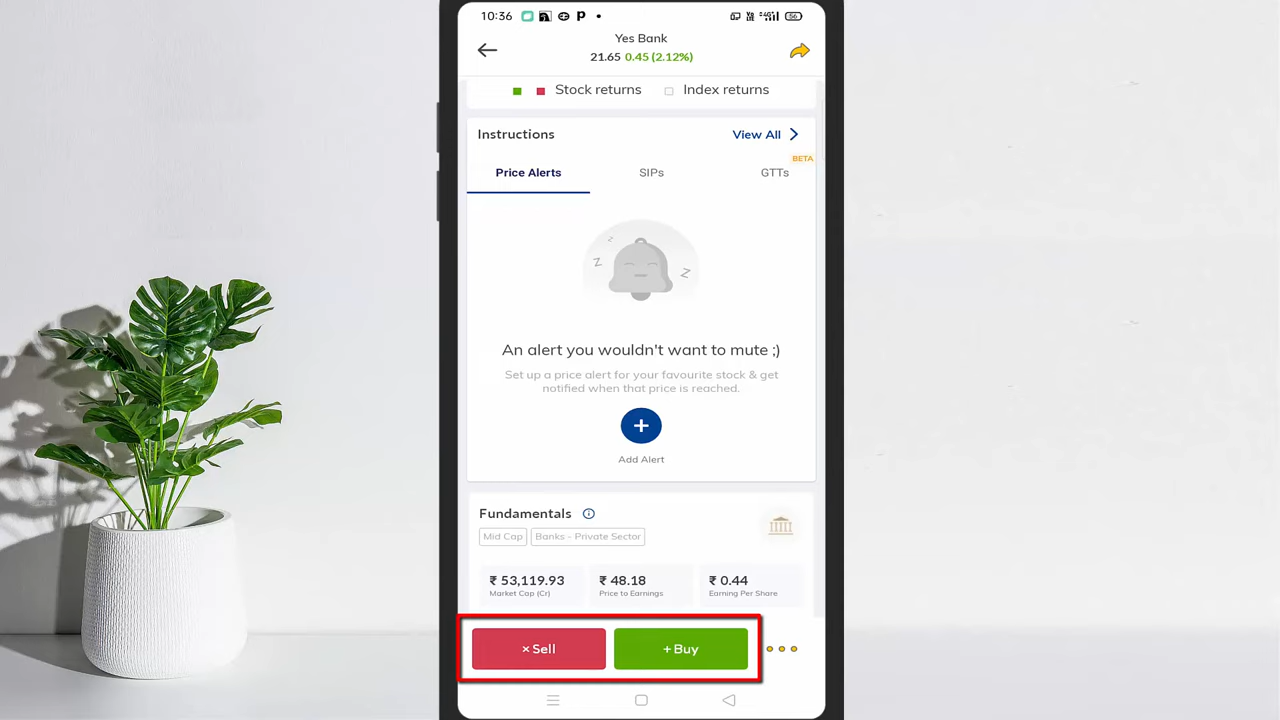 10:36
56
Yes Bank
21.65 0.45 (2.12%)
Stock returns Index returns
Instructions View All
BETA
Price Alerts SIPs GTTs
z
Z Z
An alert you wouldn't want to mute ;)
Set up a price alert for your favourite stock & get
notified when that price is reached.
+
Add Alert
Fundamentals
Mid Cap Banks - Private Sector
₹ 53,119.93 ₹ 48.18 ₹ 0.44
Market Cap (Cr) Price to Earnings Earning Per Share
× Sell + Buy